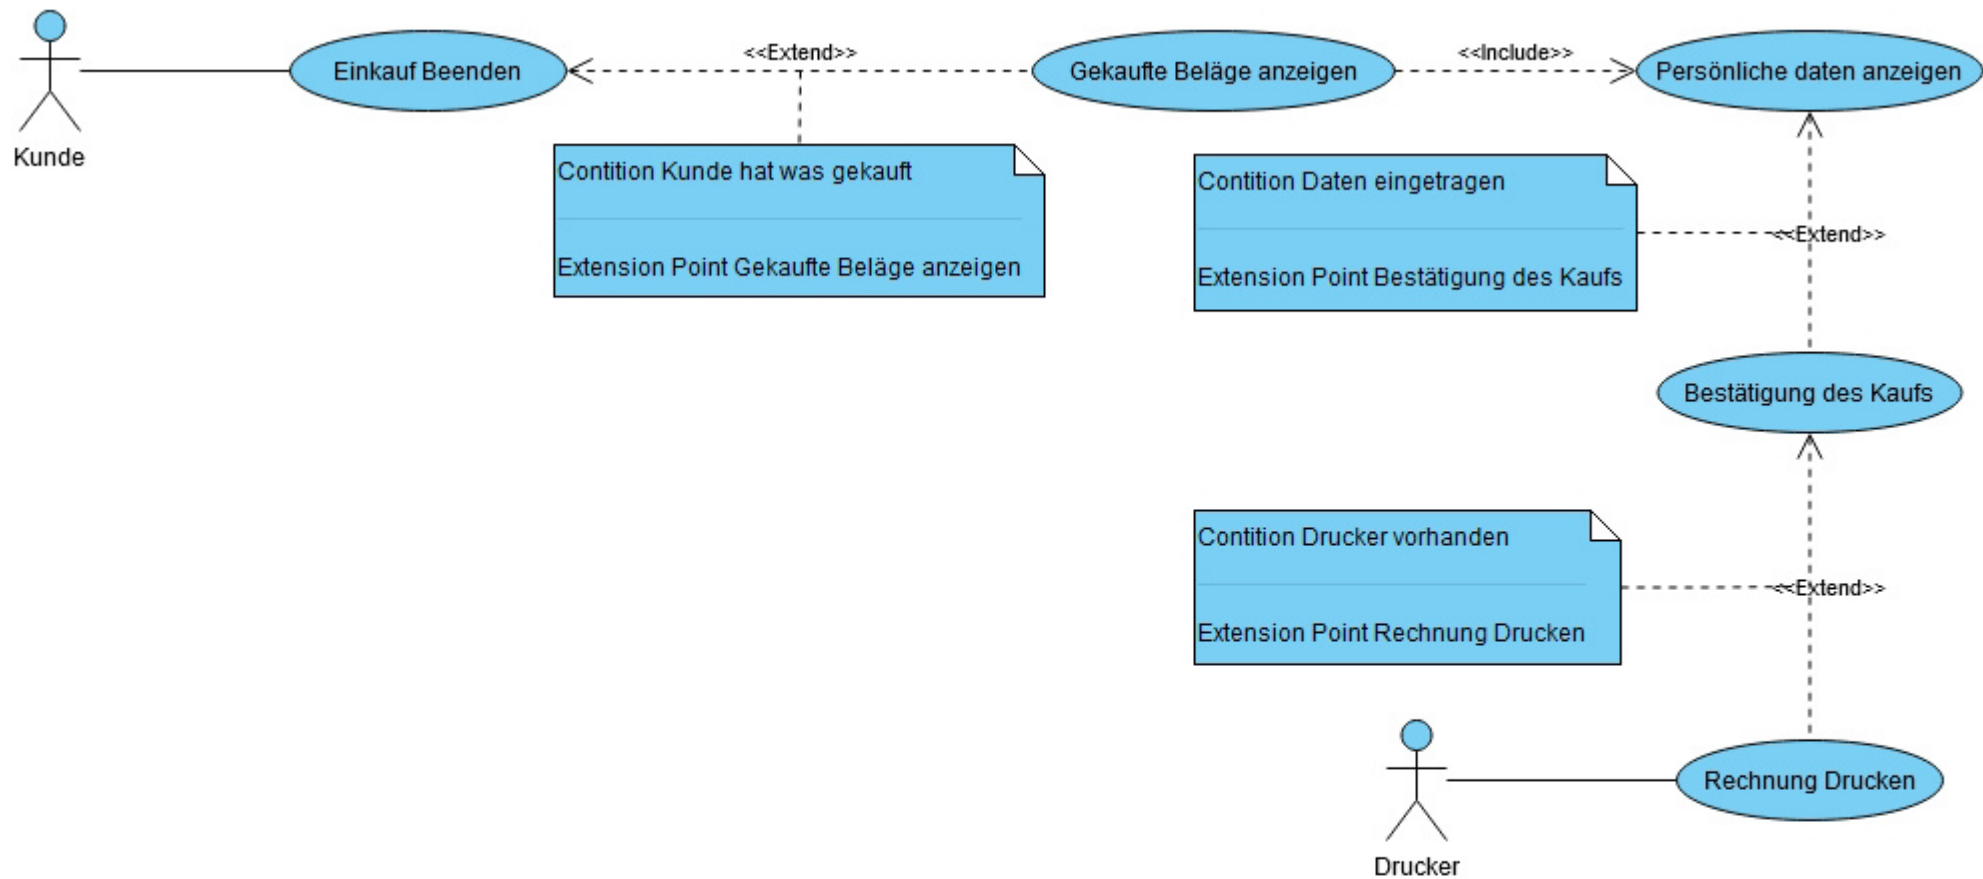 Kunde
Einkauf Beenden
<<Extend>>
Gekaufte Beläge anzeigen
<<Include>>
Persönliche daten anzeigen
Contition Kunde hat was gekauft
Extension Point Gekaufte Beläge anzeigen
Contition Daten eingetragen
Extension Point Bestätigung des Kaufs
<<Extend>>
Bestätigung des Kaufs
Contition Drucker vorhanden
Extension Point Rechnung Drucken
<<Extend>>
Drucker
Rechnung Drucken